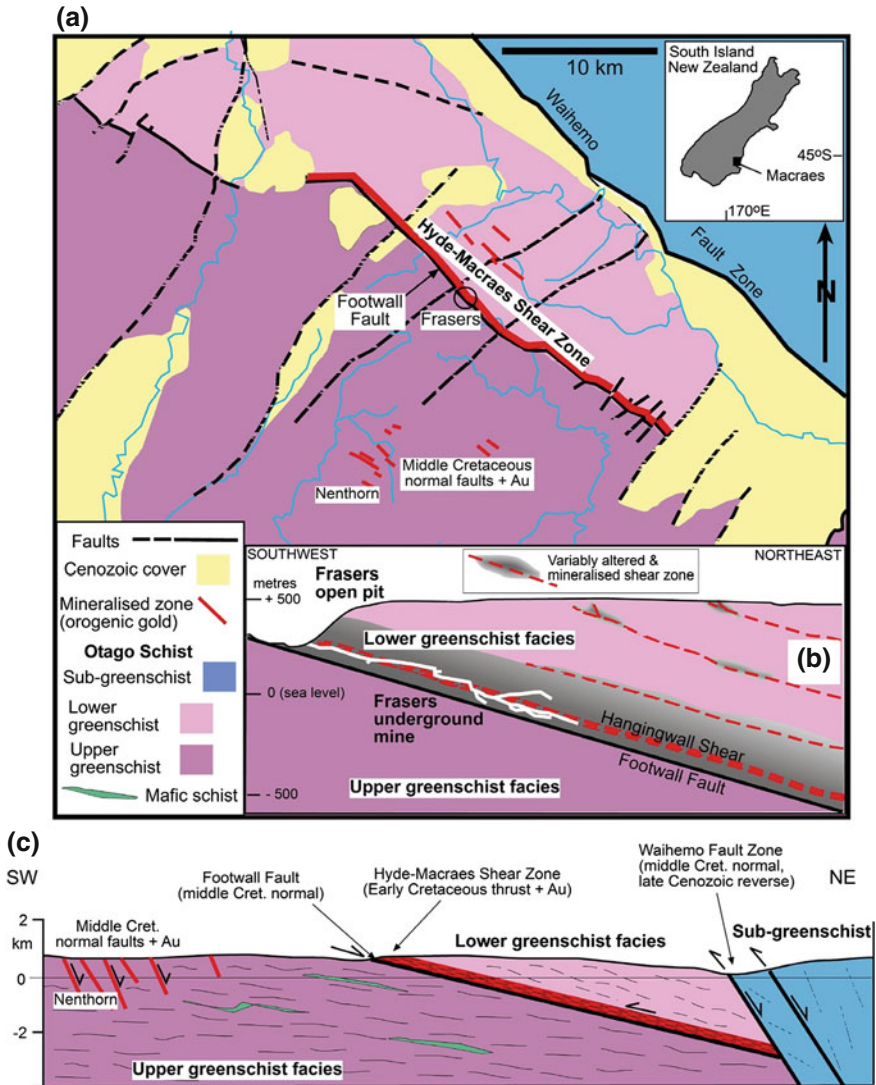 (a)
10 km
South Island
New Zealand
45ºS
Macraes
170ºE
Waihemo
Fault Zone
N
Hyde-Macraes Shear Zone
Footwall
Fault
Frasers
Middle Cretaceous
normal faults + Au
Nenthorn
Faults
Cenozoic cover
Mineralised zone
(orogenic gold)
Otago Schist
Sub-greenschist
Lower
greenschist
Upper
greenschist
Mafic schist
SOUTHWEST
NORTHEAST
Variably altered &
mineralised shear zone
metres
+ 500
Frasers
open pit
Lower greenschist facies
(b)
0 (sea level)
Frasers
underground
mine
Hangingwall Shear
Footwall Fault
- 500
Upper greenschist facies
(c)
SW
Footwall Fault
(middle Cret. normal)
Hyde-Macraes Shear Zone
(Early Cretaceous thrust + Au)
Waihemo Fault Zone
(middle Cret. normal,
late Cenozoic reverse)
NE
2
km
0
-2
Middle Cret.
normal faults + Au
Lower greenschist facies
Sub-greenschist
Nenthorn
Upper greenschist facies